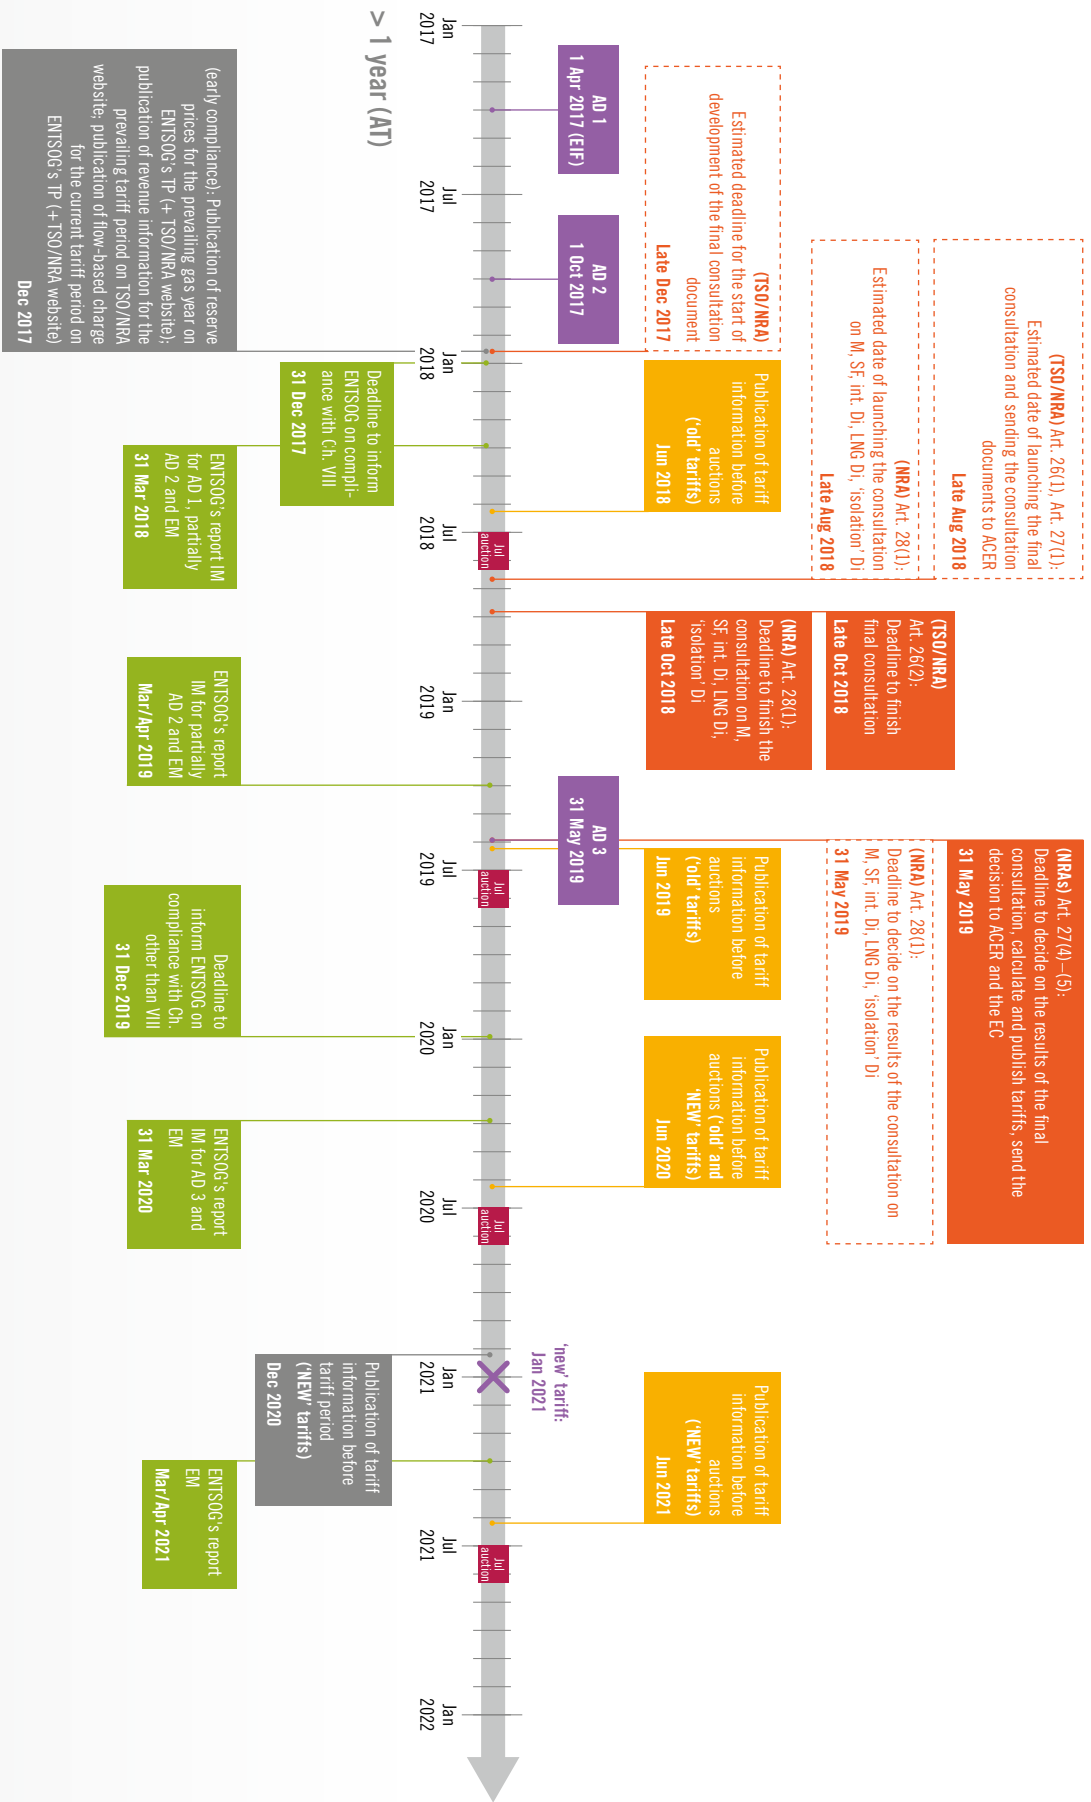 (TSO/NRA) Art. 26(1), Art. 27(1):
Estimated date of launching the final
consultation and sending the consultation
documents to ACER
Late Aug 2018
(NRAs) Art. 27(4)–(5):
Deadline to decide on the results of the final
consultation, calculate and publish tariffs, send the
decision to ACER and the EC
31 May 2019
(NRA) Art. 28(1):
Estimated date of launching the consultation
on M, SF, int. Di, LNG Di, ‘isolation’ Di
Late Aug 2018
(TSO/NRA)
Art. 26(2):
Deadline to finish
final consultation
Late Oct 2018
(NRA) Art. 28(1):
Deadline to decide on the results of the consultation on
M, SF, int. Di, LNG Di, ‘isolation’ Di
31 May 2019
(TSO/NRA)
Estimated deadline for the start of
development of the final consultation
document
Late Dec 2017
Publication of tariff
information before
auctions
(‘old’ tariffs)
Jun 2018
(NRA) Art. 28(1):
Deadline to finish the
consultation on M,
SF, int. Di, LNG Di,
‘isolation’ Di
Late Oct 2018
Publication of tariff
information before
auctions
(‘old’ tariffs)
Jun 2019
Publication of tariff
information before
auctions (‘old’ and
‘NEW’ tariffs)
Jun 2020
Publication of tariff
information before
auctions
(‘NEW’ tariffs)
Jun 2021
AD 1
1 Apr 2017 (EIF)
AD 2
1 Oct 2017
AD 3
31 May 2019
‘new’ tariff:
Jan 2021
Jul
auction
Jul
auction
Jul
auction
Jul
auction
Jan
2017
Jul
2017
Jan
2018
Jul
2018
Jan
2019
Jul
2019
Jan
2020
Jul
2020
Jan
2021
Jul
2021
Jan
2022
> 1 year (AT)
(early compliance): Publication of reserve
prices for the prevailing gas year on
ENTSOG’s TP (+ TSO/NRA website);
publication of revenue information for the
prevailing tariff period on TSO/NRA
website; publication of flow-based charge
for the current tariff period on
ENTSOG’s TP (+ TSO/NRA website)
Dec 2017
Deadline to inform
ENTSOG on compli-
ance with Ch. VIII
31 Dec 2017
ENTSOG’s report IM
for AD 1, partially
AD 2 and EM
31 Mar 2018
ENTSOG’s report
IM for partially
AD 2 and EM
Mar/Apr 2019
Deadline to
inform ENTSOG on
compliance with Ch.
other than VIII
31 Dec 2019
ENTSOG’s report
IM for AD 3 and
EM
31 Mar 2020
Publication of tariff
information before
tariff period
(‘NEW’ tariffs)
Dec 2020
ENTSOG’s report
EM
Mar/Apr 2021